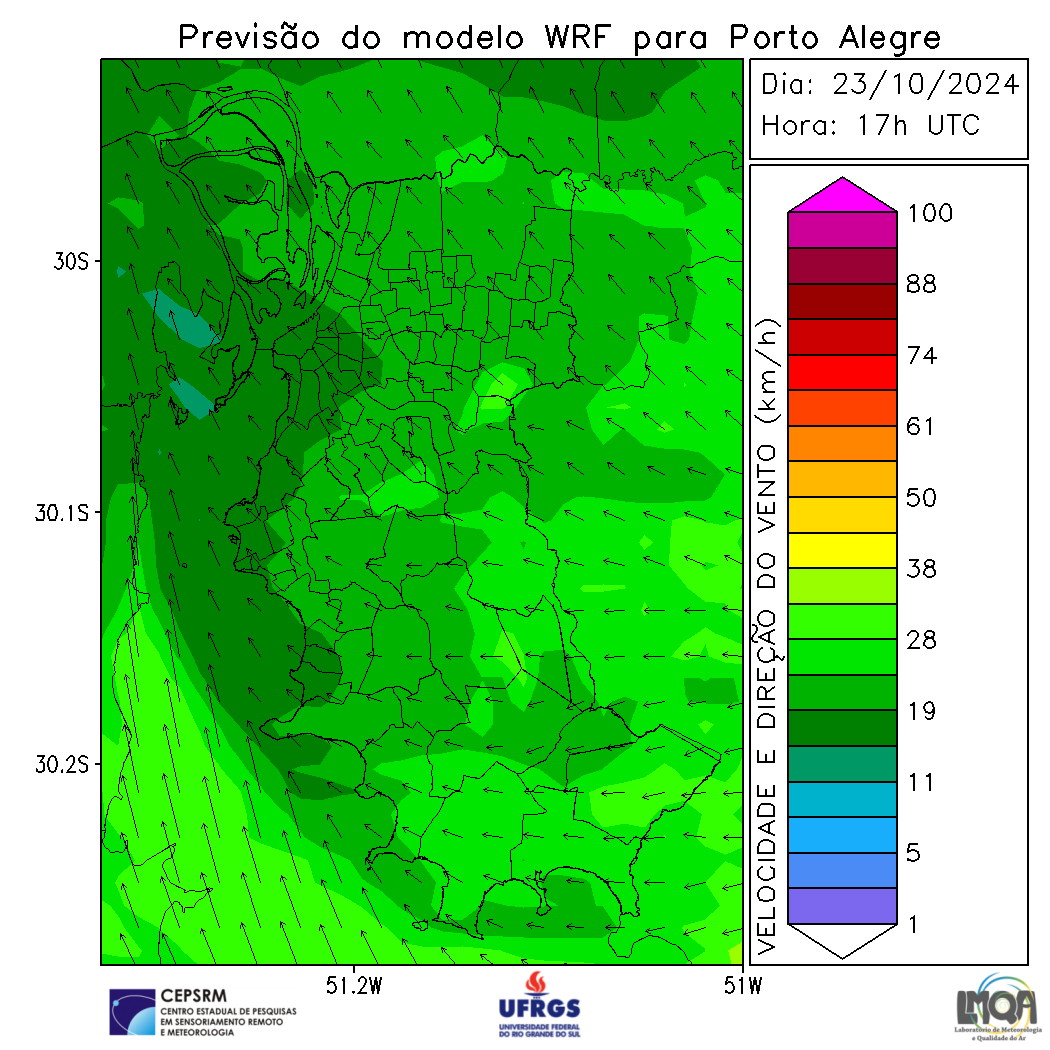 Previsão do modelo WRF para Porto Alegre
Dia: 23/10/2024
Hora: 17h UTC
30S
30.1S
30.2S
51.2W
51W
VELOCIDADE E DIREÇÃO DO VENTO (km/h)
100
88
74
61
50
38
28
19
11
5
1
CEPSRM
CENTRO ESTADUAL DE PESQUISAS
EM SENSORIAMENTO REMOTO
E METEOROLOGIA
UFRGS
UNIVERSIDADE FEDERAL
DO RIO GRANDE DO SUL
LMQA
Laboratório de Meteorologia
e Qualidade do Ar